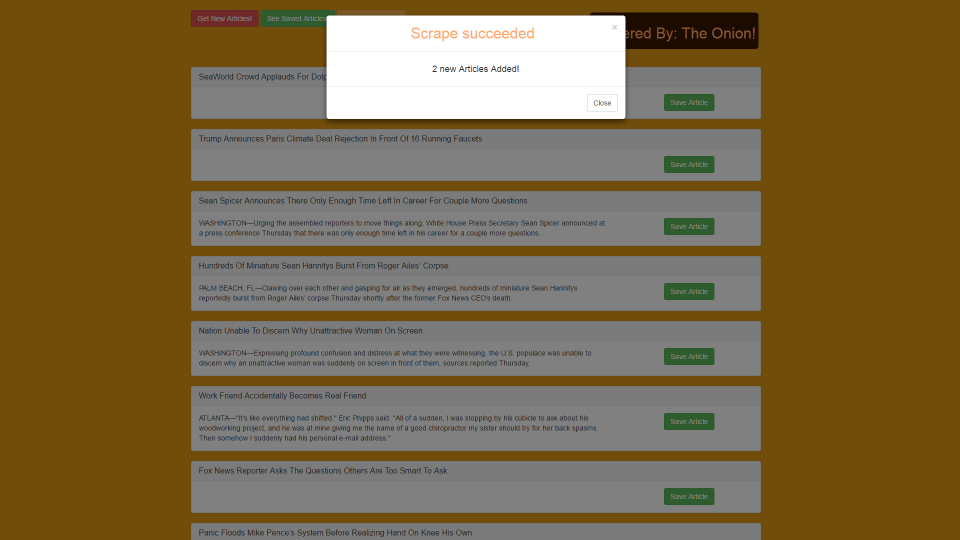 Get New Articles!
See Saved Articles
Scrape succeeded
×
ered By: The Onion!
2 new Articles Added!
Close
SeaWorld Crowd Applauds For
Save Article
Trump Announces Paris Climate Deal Rejection In Front Of 16 Running Faucets
Save Article
Sean Spicer Announces There Only Enough Time Left In Career For Couple More Questions
WASHINGTON—Urging the assembled reporters to move things along, White House Press Secretary Sean Spicer announced at
a press conference Thursday that there was only enough time left in his career for a couple more questions.
Save Article
Hundreds Of Miniature Sean Hannitys Burst From Roger Ailes' Corpse
PALM BEACH, FL—Clawing over each other and gasping for air as they emerged, hundreds of miniature Sean Hannitys
reportedly burst from Roger Ailes' corpse Thursday shortly after the former Fox News CEO's death.
Save Article
Nation Unable To Discern Why Unattractive Woman On Screen
WASHINGTON—Expressing profound confusion and distress at what they were witnessing, the U.S. populace was unable to
discern why an unattractive woman was suddenly on screen in front of them, sources reported Thursday.
Save Article
Work Friend Accidentally Becomes Real Friend
ATLANTA—"It's like everything had shifted," Eric Phipps said. "All of a sudden, I was stopping by his cubicle to ask about his
woodworking project, and he was at mine giving me the name of a good chiropractor my sister should try for her back spasms.
Then somehow I suddenly had his personal e-mail address."
Save Article
Fox News Reporter Asks The Questions Others Are Too Smart To Ask
Save Article
Panic Floods Mike Pence's System Before Realizing Hand On Knee His Own